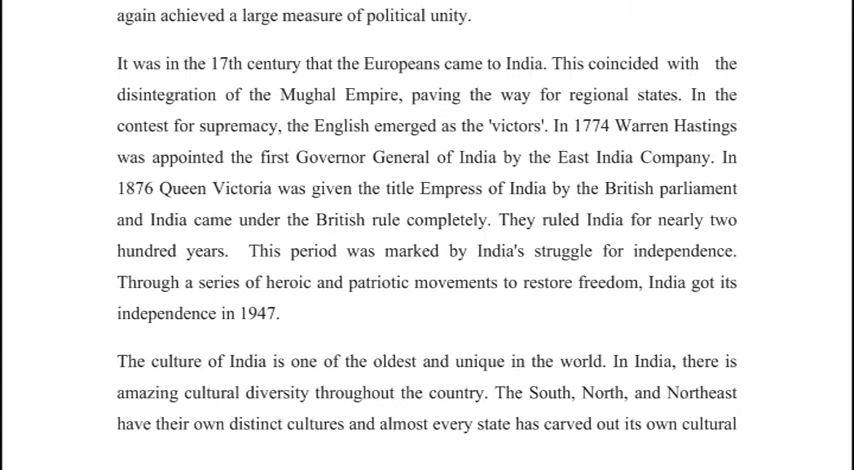 again achieved a large measure of political unity.
It was in the 17th century that the Europeans came to India. This coincided with the
disintegration of the Mughal Empire, paving the way for regional states. In the
contest for supremacy, the English emerged as the 'victors'. In 1774 Warren Hastings
was appointed the first Governor General of India by the East India Company. In
1876 Queen Victoria was given the title Empress of India by the British parliament
and India came under the British rule completely. They ruled India for nearly two
hundred years. This period was marked by India's struggle for independence.
Through a series of heroic and patriotic movements to restore freedom, India got its
independence in 1947.
The culture of India is one of the oldest and unique in the world. In India, there is
amazing cultural diversity throughout the country. The South, North, and Northeast
have their own distinct cultures and almost every state has carved out its own cultural